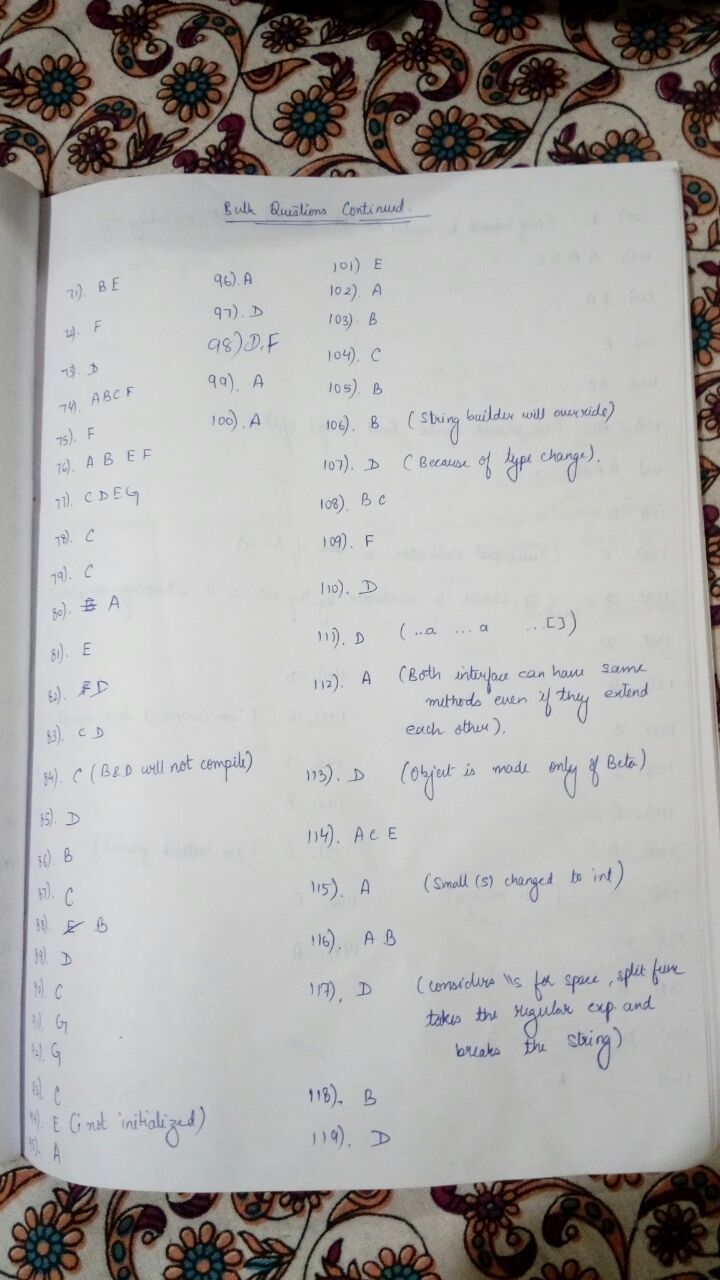 Bulk Questions Continued.
71). BE
72). F
73). D
74). ABCF
75). F
76). A B EF
77). CDEG
78). C
79). C
80). A
81). E
82). D
83). C D
84). C (B&D will not compile)
85). D
86). B
87). C
88). B
89). D
90). C
91). G
92). G
93). C
94). E (i not initialized)
95). A
96). A
97). D
98) D, F
99). A
100). A
101) E
102). A
103). B
104). C
105). B
106). B (String builder will override)
107). D (Because of type change).
108). B C
109). F
110). D
111). D (..a ...a ...[])
112). A (Both interface can have same
methods even if they extend
each other).
113). D (Object is made only of Beta)
114). A C E
115). A (Small (s) changed to int)
116). A B
117). D (considers \\s for space, split func
takes the regular exp. and
breaks the string)
118). B
119). D